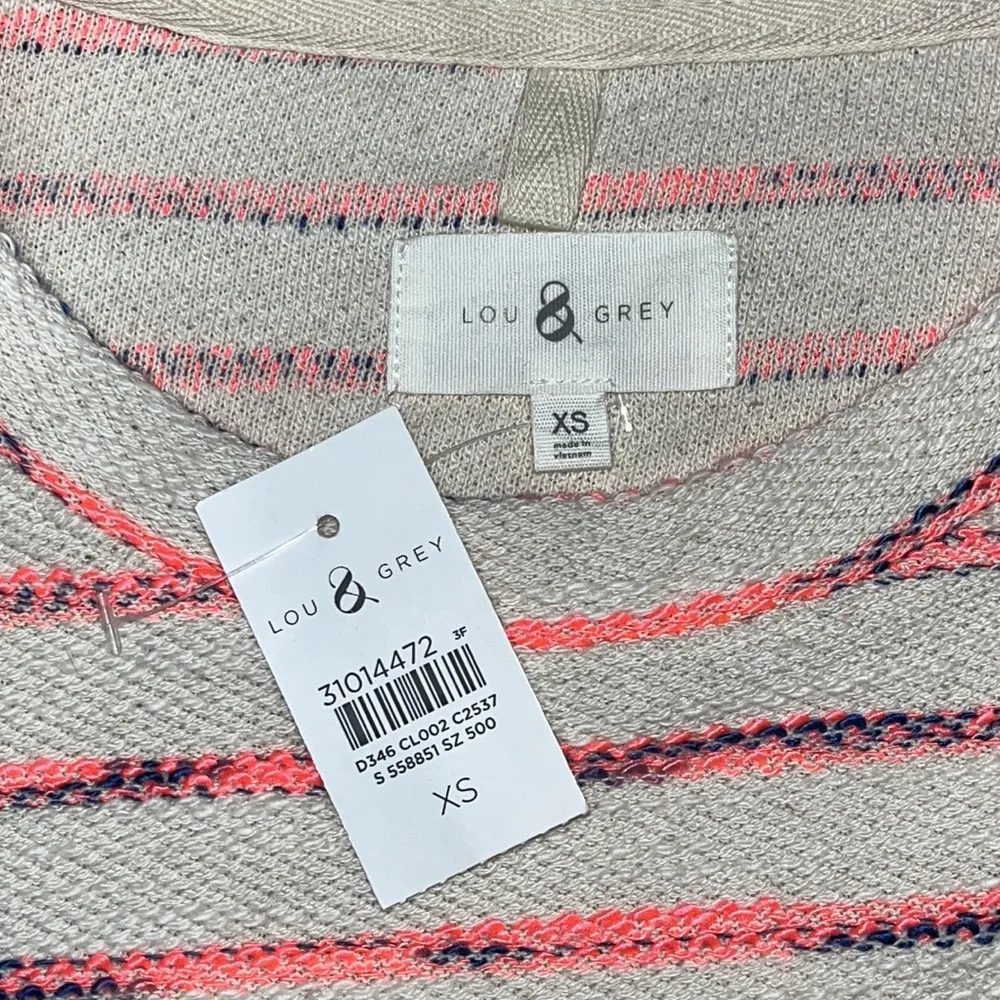 LOU & GREY
XS
made in
vietnam
LOU & GREY
31014472 3F
D346 CL002 C2537
S 558851 SZ 500
XS